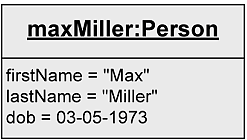 maxMiller:Person
firstName = "Max"
lastName = "Miller"
dob = 03-05-1973